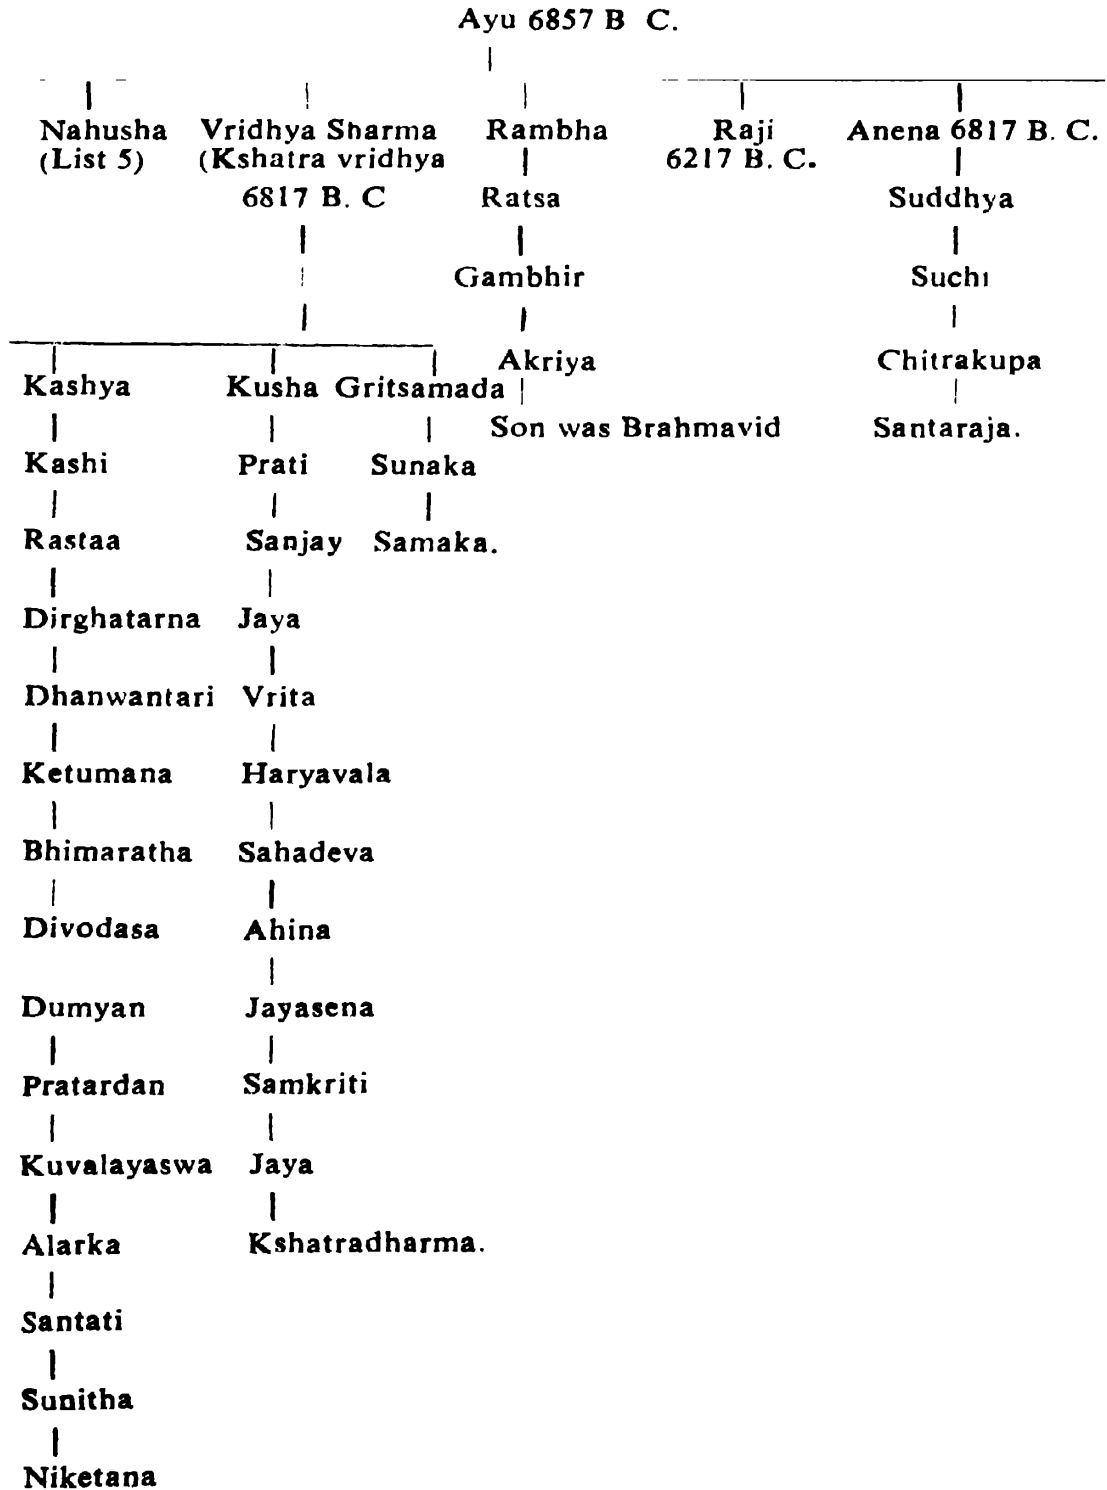 Ayu 6857 B C.
Nahusha Vridhya Sharma Rambha Raji Anena 6817 B. C.
(List 5) (Kshatra vridhya 6217 B. C.
6817 B. C Ratsa Suddhya
Gambhir Suchi
Akriya Chitrakupa
Kashya Kusha Gritsamada
Son was Brahmavid Santaraja.
Kashi Prati Sunaka
Rastaa Sanjay Samaka.
Dirghatarna Jaya
Dhanwantari Vrita
Ketumana Haryavala
Bhimaratha Sahadeva
Divodasa Ahina
Dumyan Jayasena
Pratardan Samkriti
Kuvalayaswa Jaya
Alarka Kshatradharma.
Santati
Sunitha
Niketana